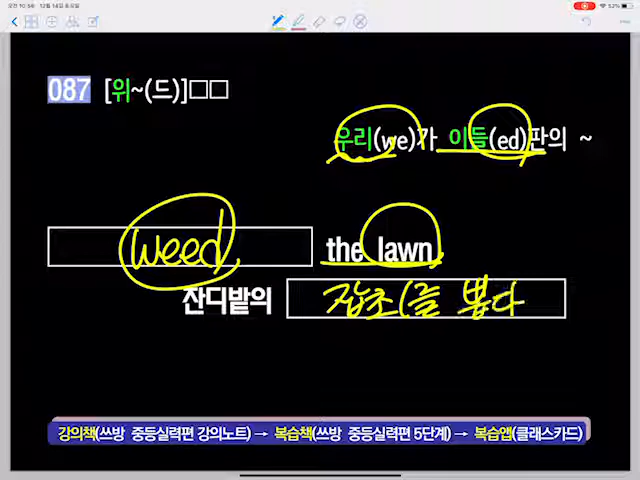 오전 10:56 12월 14일 토요일
52%
087 [위~(드)]□□
우리(we)가 이들(ed)판의 ~
weed the lawn
잔디밭의 잡초(를 뽑다
강의책(쓰방 중등실력편 강의노트) → 복습책(쓰방 중등실력편 5단계) → 복습앱(클래스카드)